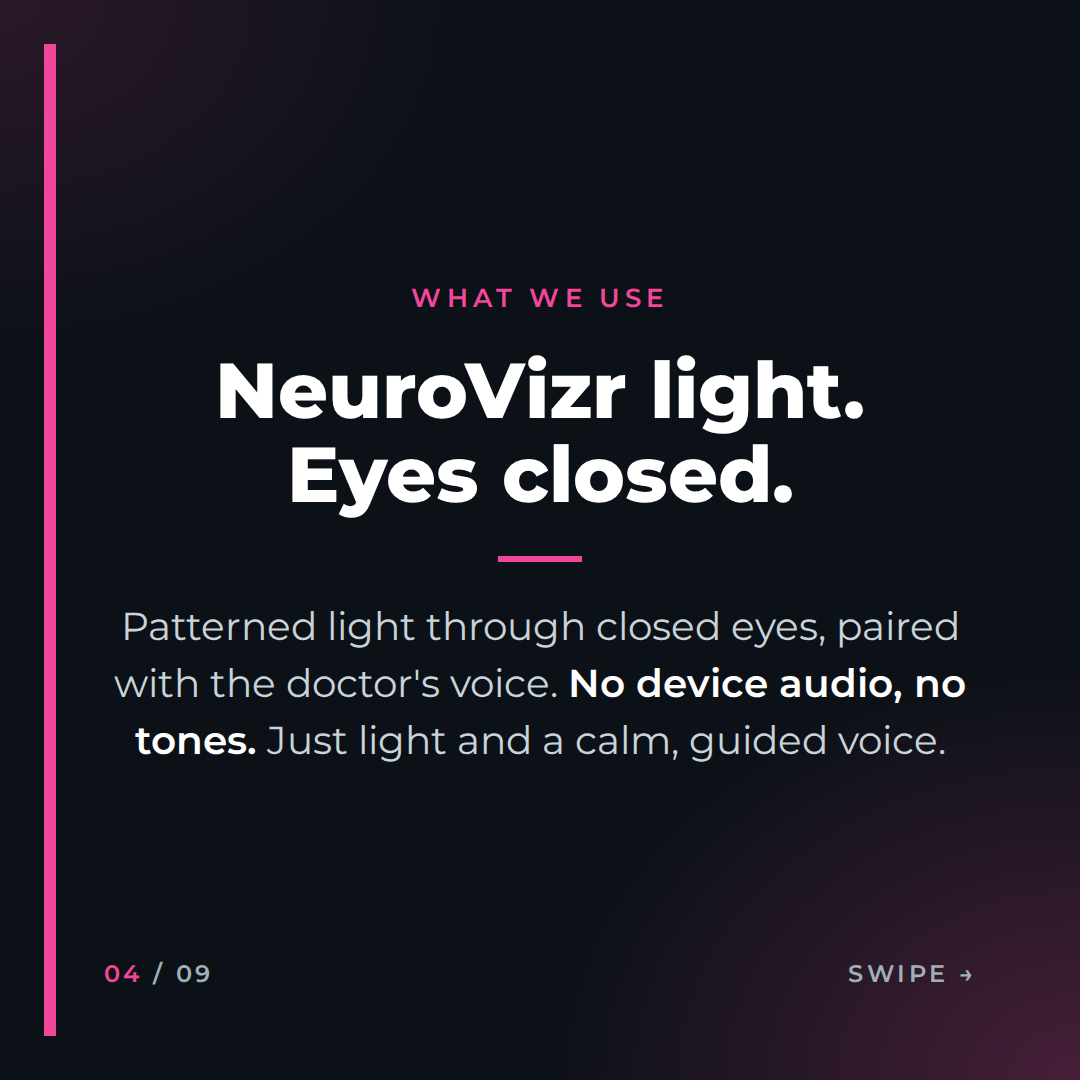 WHAT WE USE
NeuroVizr light.
Eyes closed.
Patterned light through closed eyes, paired
with the doctor's voice. No device audio, no
tones. Just light and a calm, guided voice.
04 / 09
SWIPE →